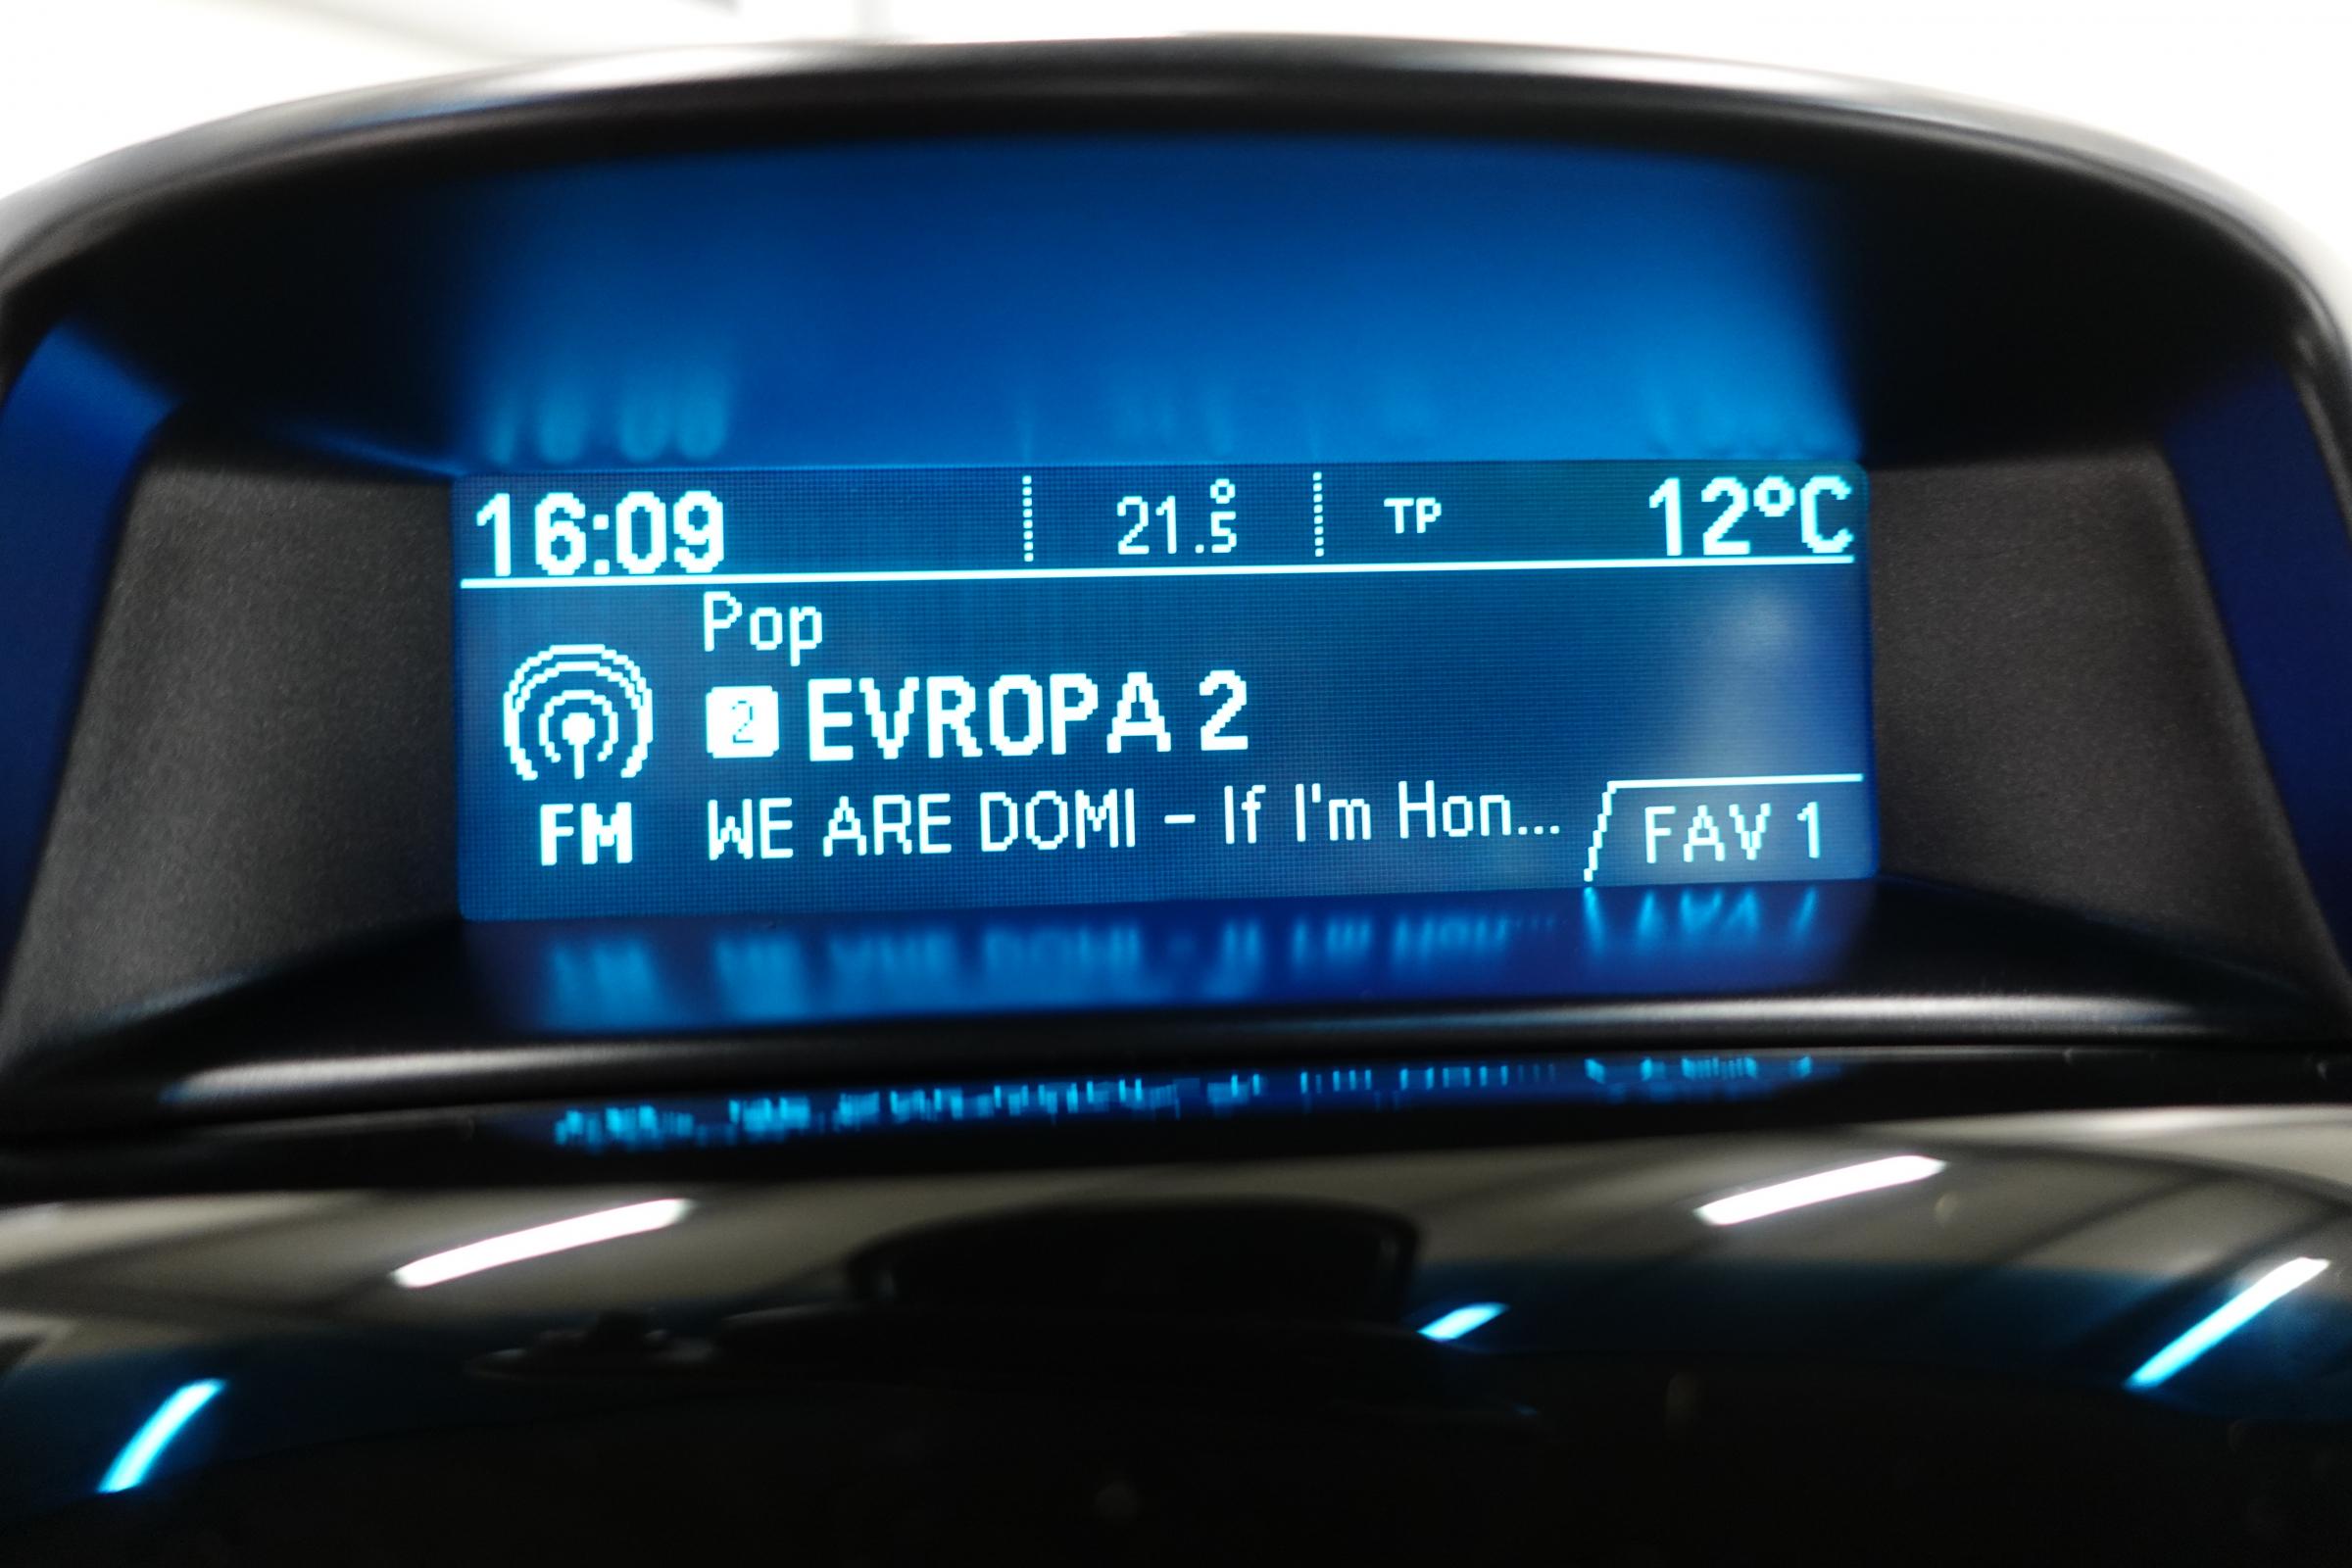 16:09 21.5° TP 12°C
Pop
2 EVROPA 2
WE ARE DOMI - If I'm Hon...
FM
FAV 1